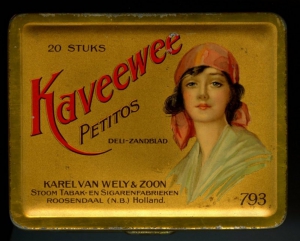 20 STUKS
Kaveewee
PETITOS
DELI-ZANDBLAD
KAREL VAN WELY & ZOON
STOOM TABAK- EN SIGARENFABRIEKEN
ROOSENDAAL (N.B.) Holland.
793